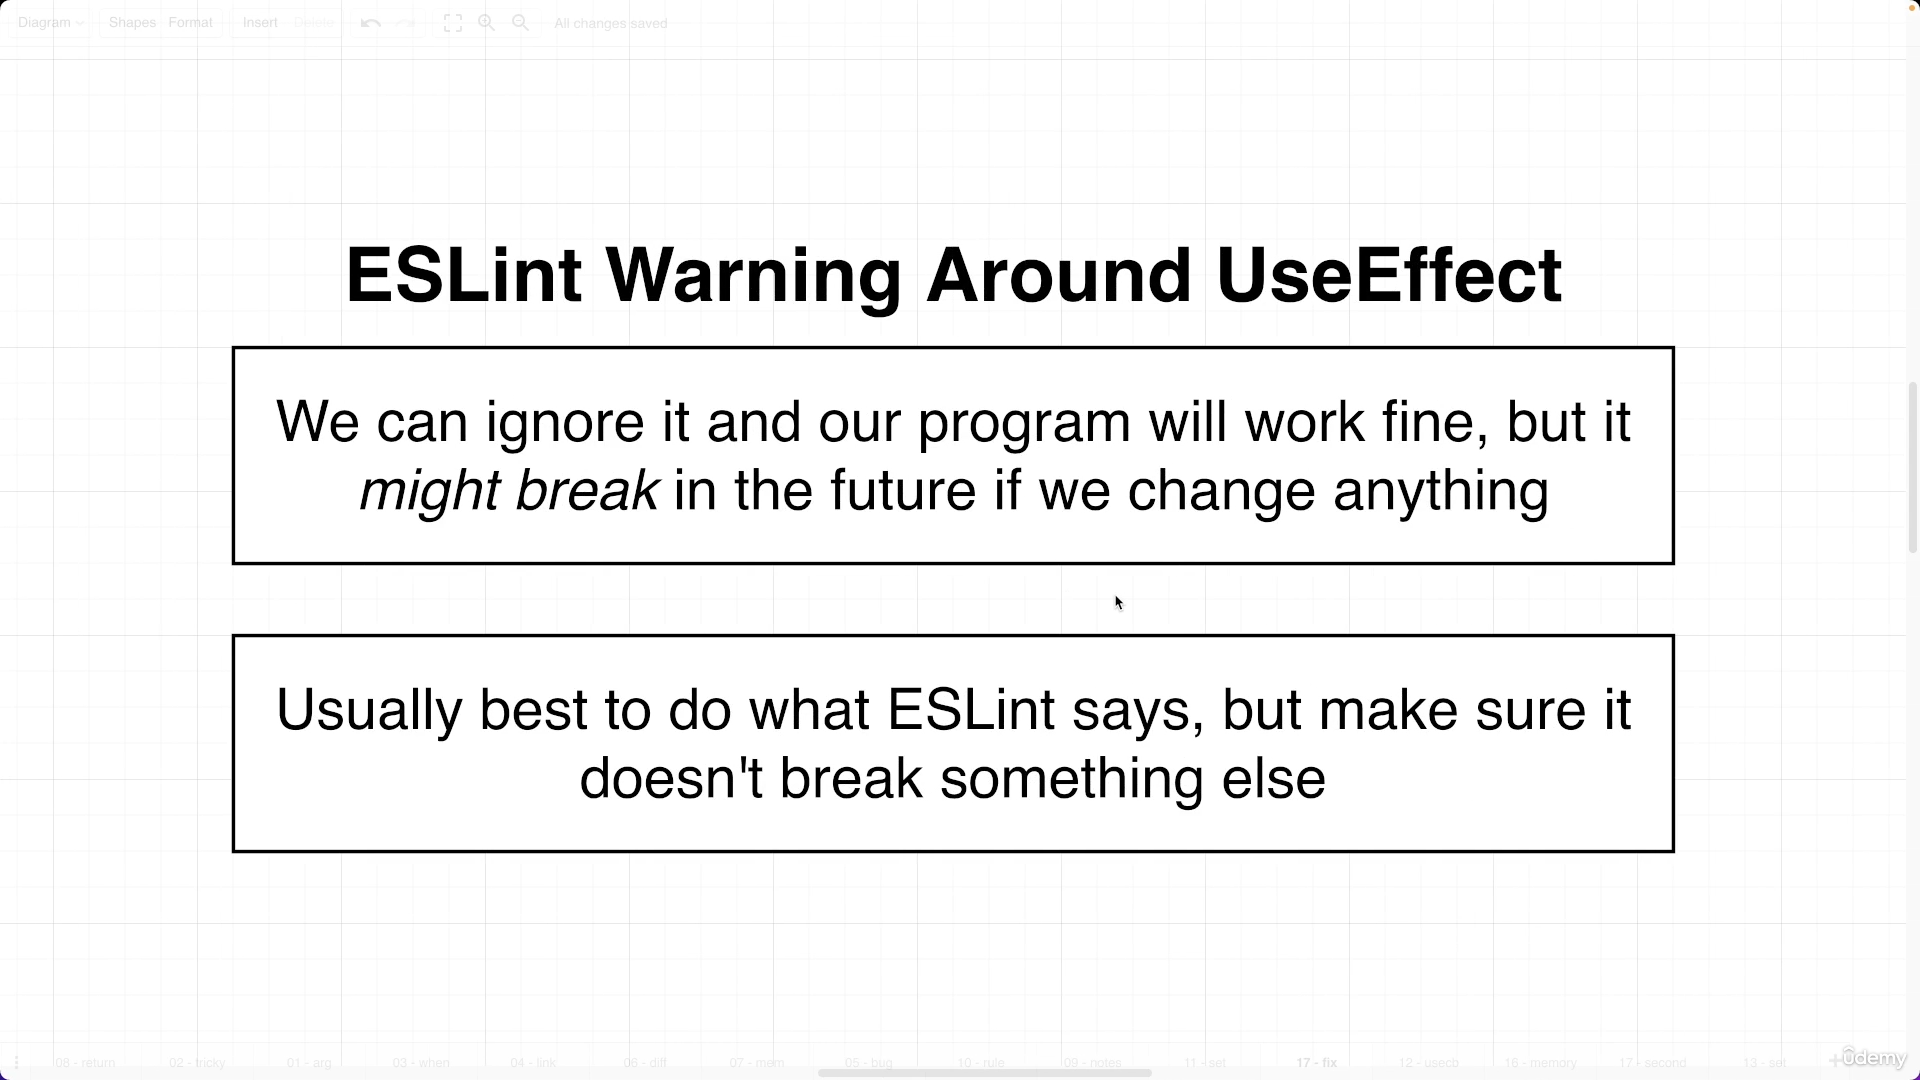 Diagram Shapes Format Insert Delete All changes saved
ESLint Warning Around UseEffect
We can ignore it and our program will work fine, but it
might break in the future if we change anything
Usually best to do what ESLint says, but make sure it
doesn't break something else
08 - return 02 - tricky 01 - arg 03 - when 04 - link 06 - diff 07 - mem 05 - bug 10 - rule 09 - notes 11 - set 17 - fix 12 - usecb 16 - memory 17 - second 13 - set
ûdemy